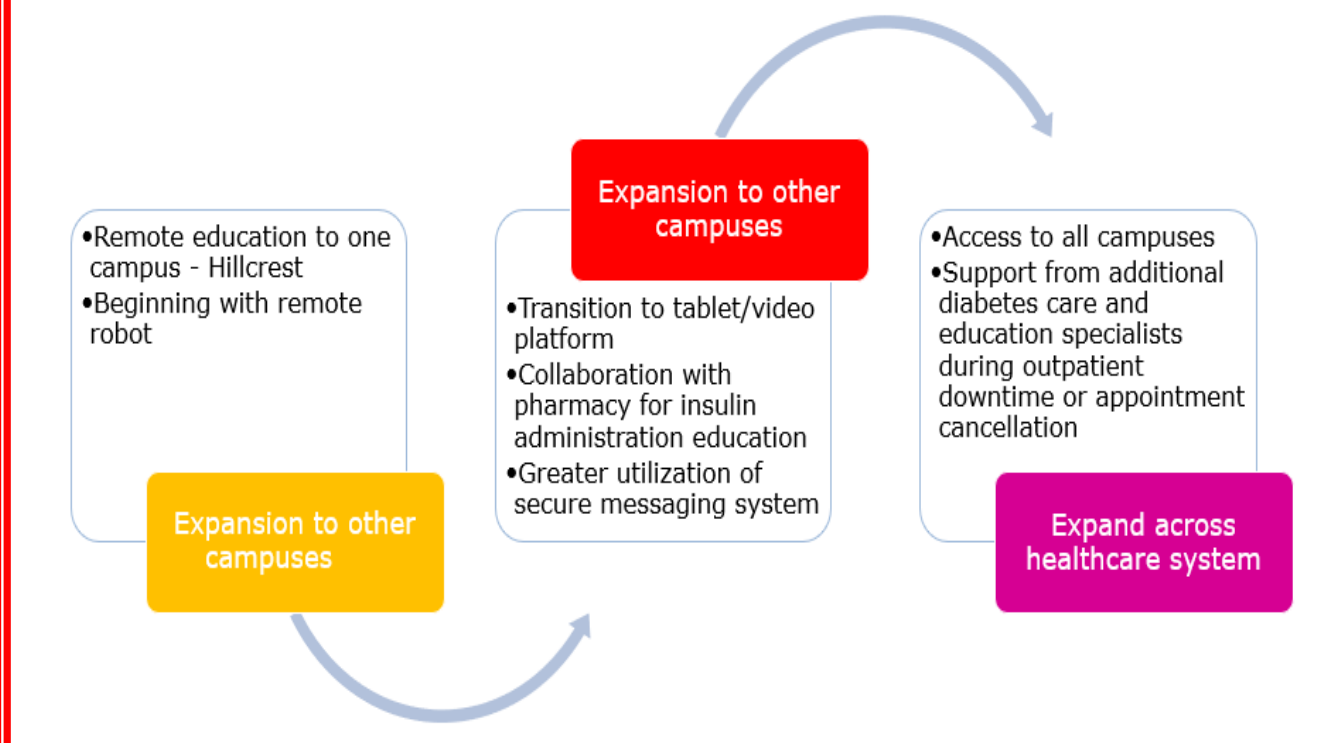 •Remote education to one
campus - Hillcrest
•Beginning with remote
robot
Expansion to other
campuses
Expansion to other
campuses
•Transition to tablet/video
platform
•Collaboration with
pharmacy for insulin
administration education
•Greater utilization of
secure messaging system
•Access to all campuses
•Support from additional
diabetes care and
education specialists
during outpatient
downtime or appointment
cancellation
Expand across
healthcare system